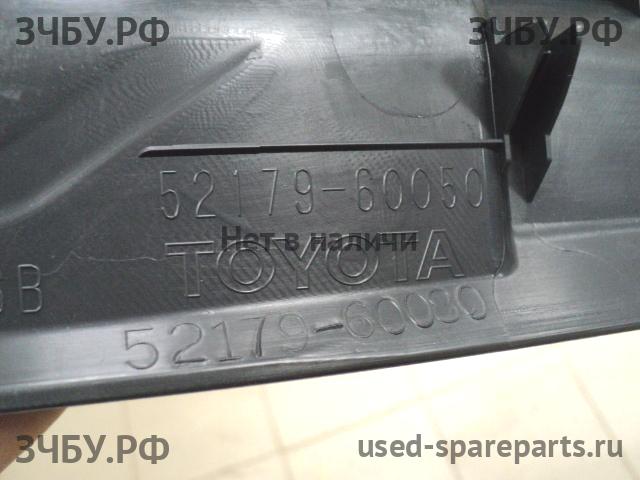 ЗЧБУ.РФ ЗЧБУ.РФ
52179-60050
Нет в наличи
TOYOTA
52179-60030
ЗЧБУ.РФ used-spareparts.ru